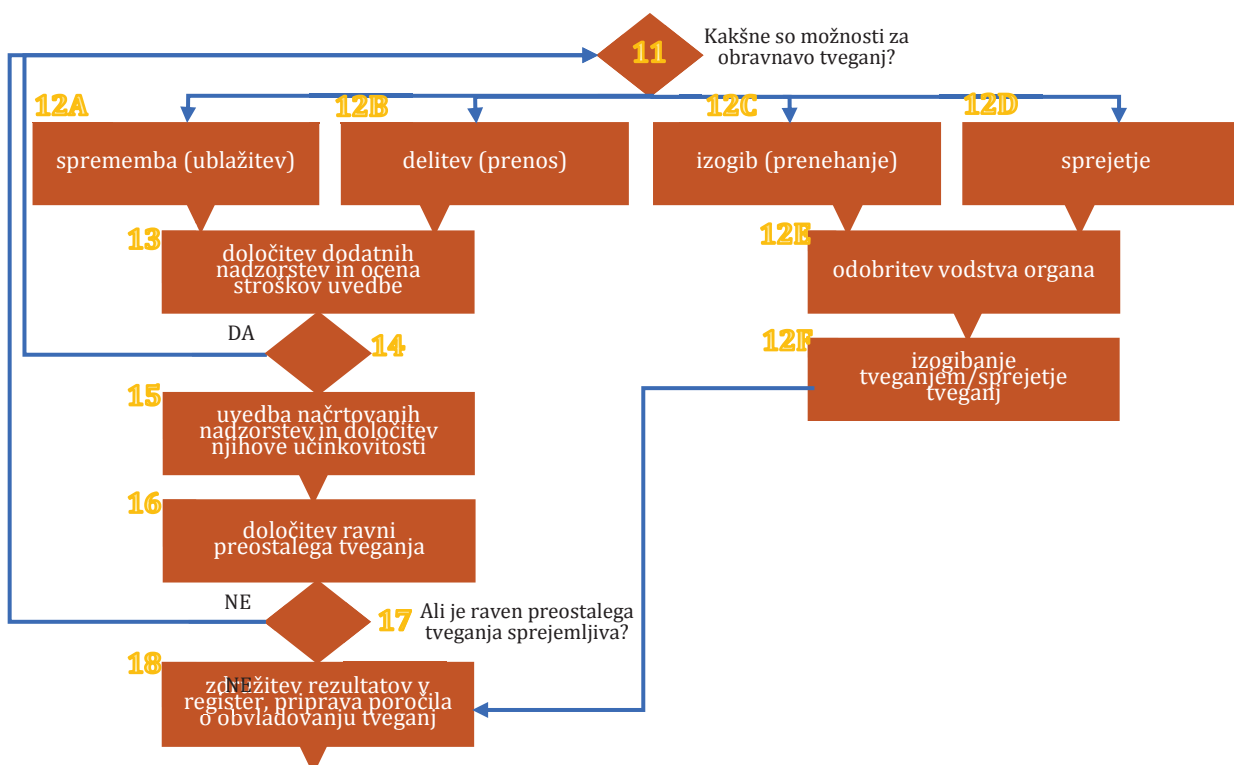 11
Kakšne so možnosti za
obravnavo tveganj?
12A
12B
12C
12D
sprememba (ublažitev)
delitev (prenos)
izogib (prenehanje)
sprejetje
13
določitev dodatnih
nadzorstev in ocena
stroškov uvedbe
12E
odobritev vodstva organa
DA
14
12F
izogibanje
tveganjem/sprejetje
tveganj
15
uvedba načrtovanih
nadzorstev in določitev
njihove učinkovitosti
16
določitev ravni
preostalega tveganja
NE
17
Ali je raven preostalega
tveganja sprejemljiva?
18
NE
združitev rezultatov v
register, priprava poročila
o obvladovanju tveganj